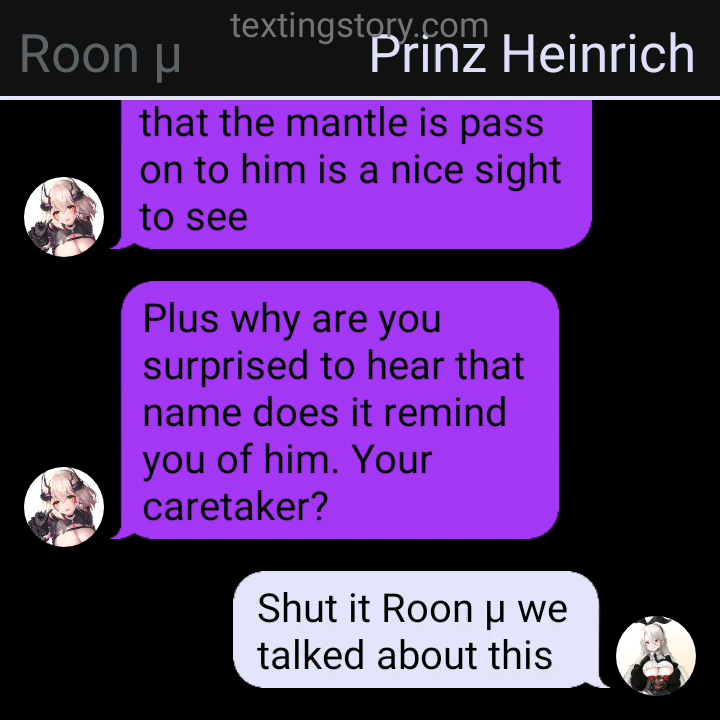 textingstory.com
Roon μ Prinz Heinrich
that the mantle is pass
on to him is a nice sight
to see
Plus why are you
surprised to hear that
name does it remind
you of him. Your
caretaker?
Shut it Roon μ we
talked about this